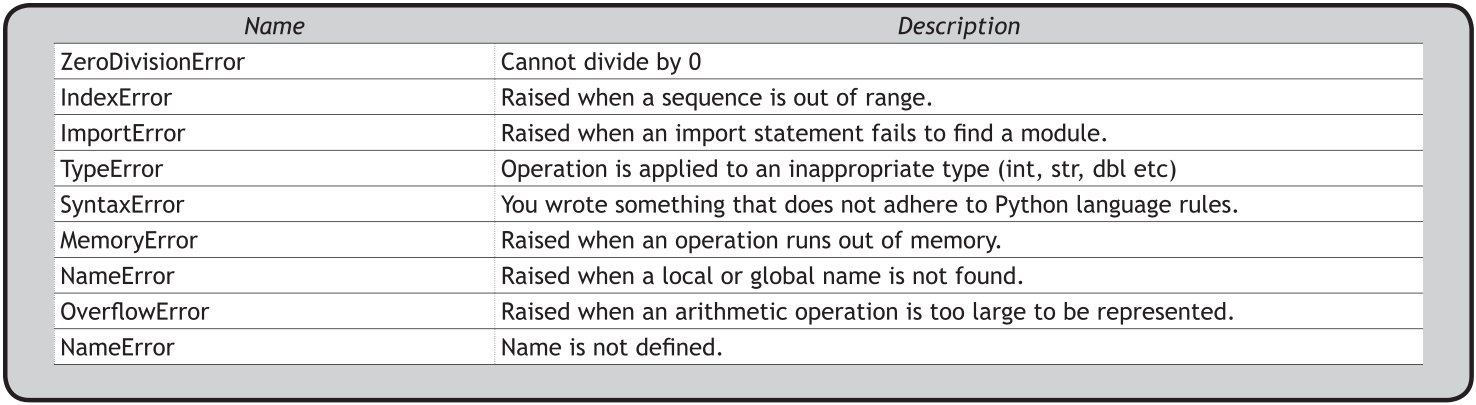 Name Description
ZeroDivisionError Cannot divide by 0
IndexError Raised when a sequence is out of range.
ImportError Raised when an import statement fails to find a module.
TypeError Operation is applied to an inappropriate type (int, str, dbl etc)
SyntaxError You wrote something that does not adhere to Python language rules.
MemoryError Raised when an operation runs out of memory.
NameError Raised when a local or global name is not found.
OverflowError Raised when an arithmetic operation is too large to be represented.
NameError Name is not defined.